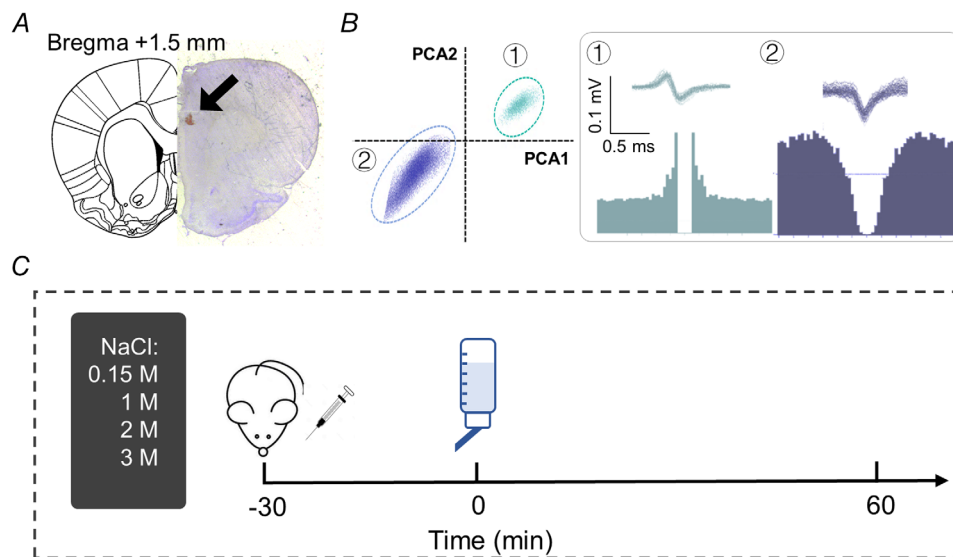 A
Bregma +1.5 mm
B
PCA2
PCA1
①
②
①
0.1 mV
0.5 ms
②
C
NaCl:
0.15 M
1 M
2 M
3 M
-30
0
60
Time (min)